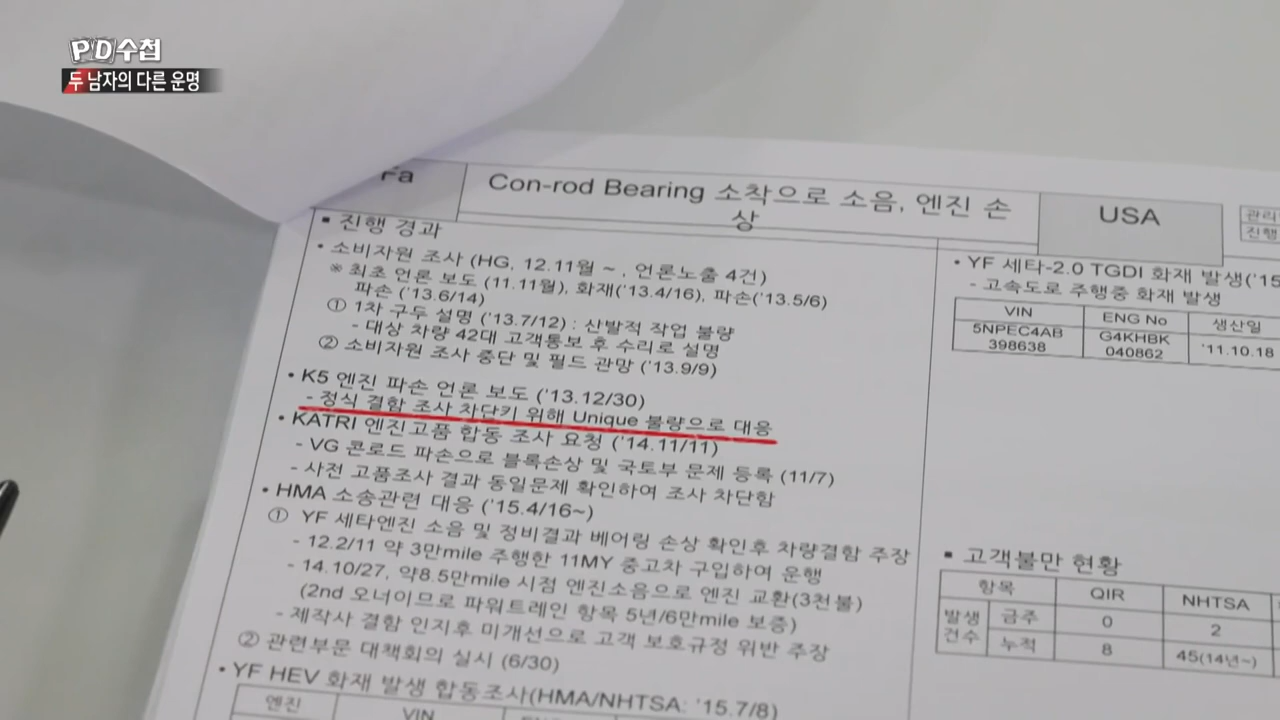 PD수첩
두 남자의 다른 운명
Fa
Con-rod Bearing 소착으로 소음, 엔진 손
상
USA
관리
진행
▪ 진행 경과
• 소비자원 조사 (HG, 12.11월 ~ , 언론노출 4건)
※ 최초 언론 보도 (11.11월), 화재('13.4/16), 파손('13.5/6)
파손 ('13.6/14)
① 1차 구두 설명 ('13.7/12) : 산발적 작업 불량
- 대상 차량 42대 고객통보 후 수리로 설명
② 소비자원 조사 중단 및 필드 관망 ('13.9/9)
• K5 엔진 파손 언론 보도 ('13.12/30)
- 정식 결함 조사 차단키 위해 Unique 불량으로 대응
• KATRI 엔진고품 합동 조사 요청 ('14.11/11)
- VG 콘로드 파손으로 블록손상 및 국토부 문제 등록 (11/7)
- 사전 고품조사 결과 동일문제 확인하여 조사 차단함
• HMA 소송관련 대응 ('15.4/16~)
① YF 세타엔진 소음 및 정비결과 베어링 손상 확인후 차량결함 주장
- 12.2/11 약 3만mile 주행한 11MY 중고차 구입하여 운행
- 14.10/27, 약8.5만mile 시점 엔진소음으로 엔진 교환(3천불)
(2nd 오너이므로 파워트레인 항목 5년/6만mile 보증)
- 제작사 결함 인지후 미개선으로 고객 보호규정 위반 주장
② 관련부문 대책회의 실시 (6/30)
• YF HEV 화재 발생 합동조사(HMA/NHTSA: '15.7/8)
엔진 VIN
• YF 세타-2.0 TGDI 화재 발생('15
- 고속도로 주행중 화재 발생
VIN ENG No 생산일
5NPEC4AB G4KHBK '11.10.18
398638 040862
▪ 고객불만 현황
항목 QIR NHTSA
발생 금주 0 2
건수 누적 8 45(14년~)